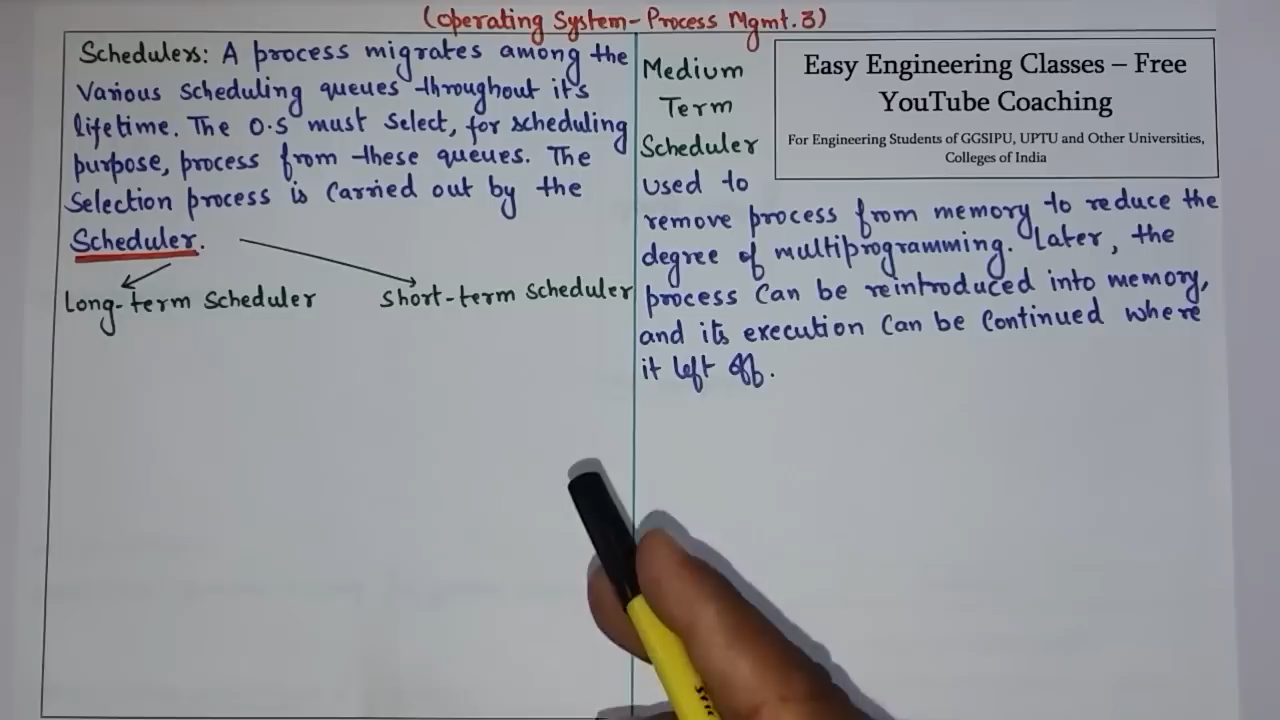 (Operating System- Process Mgmt. 3)
Schedulers: A process migrates among the
various scheduling queues throughout it's
lifetime. The O.S must select, for scheduling
purpose, process from these queues. The
Selection process is carried out by the
Scheduler.
Long-term Scheduler
Short-term Scheduler
Medium
Term
Scheduler
used to
remove process from memory to reduce the
degree of multiprogramming. Later, the
process can be reintroduced into memory,
and its execution can be continued where
it left off.
Easy Engineering Classes – Free
YouTube Coaching
For Engineering Students of GGSIPU, UPTU and Other Universities,
Colleges of India